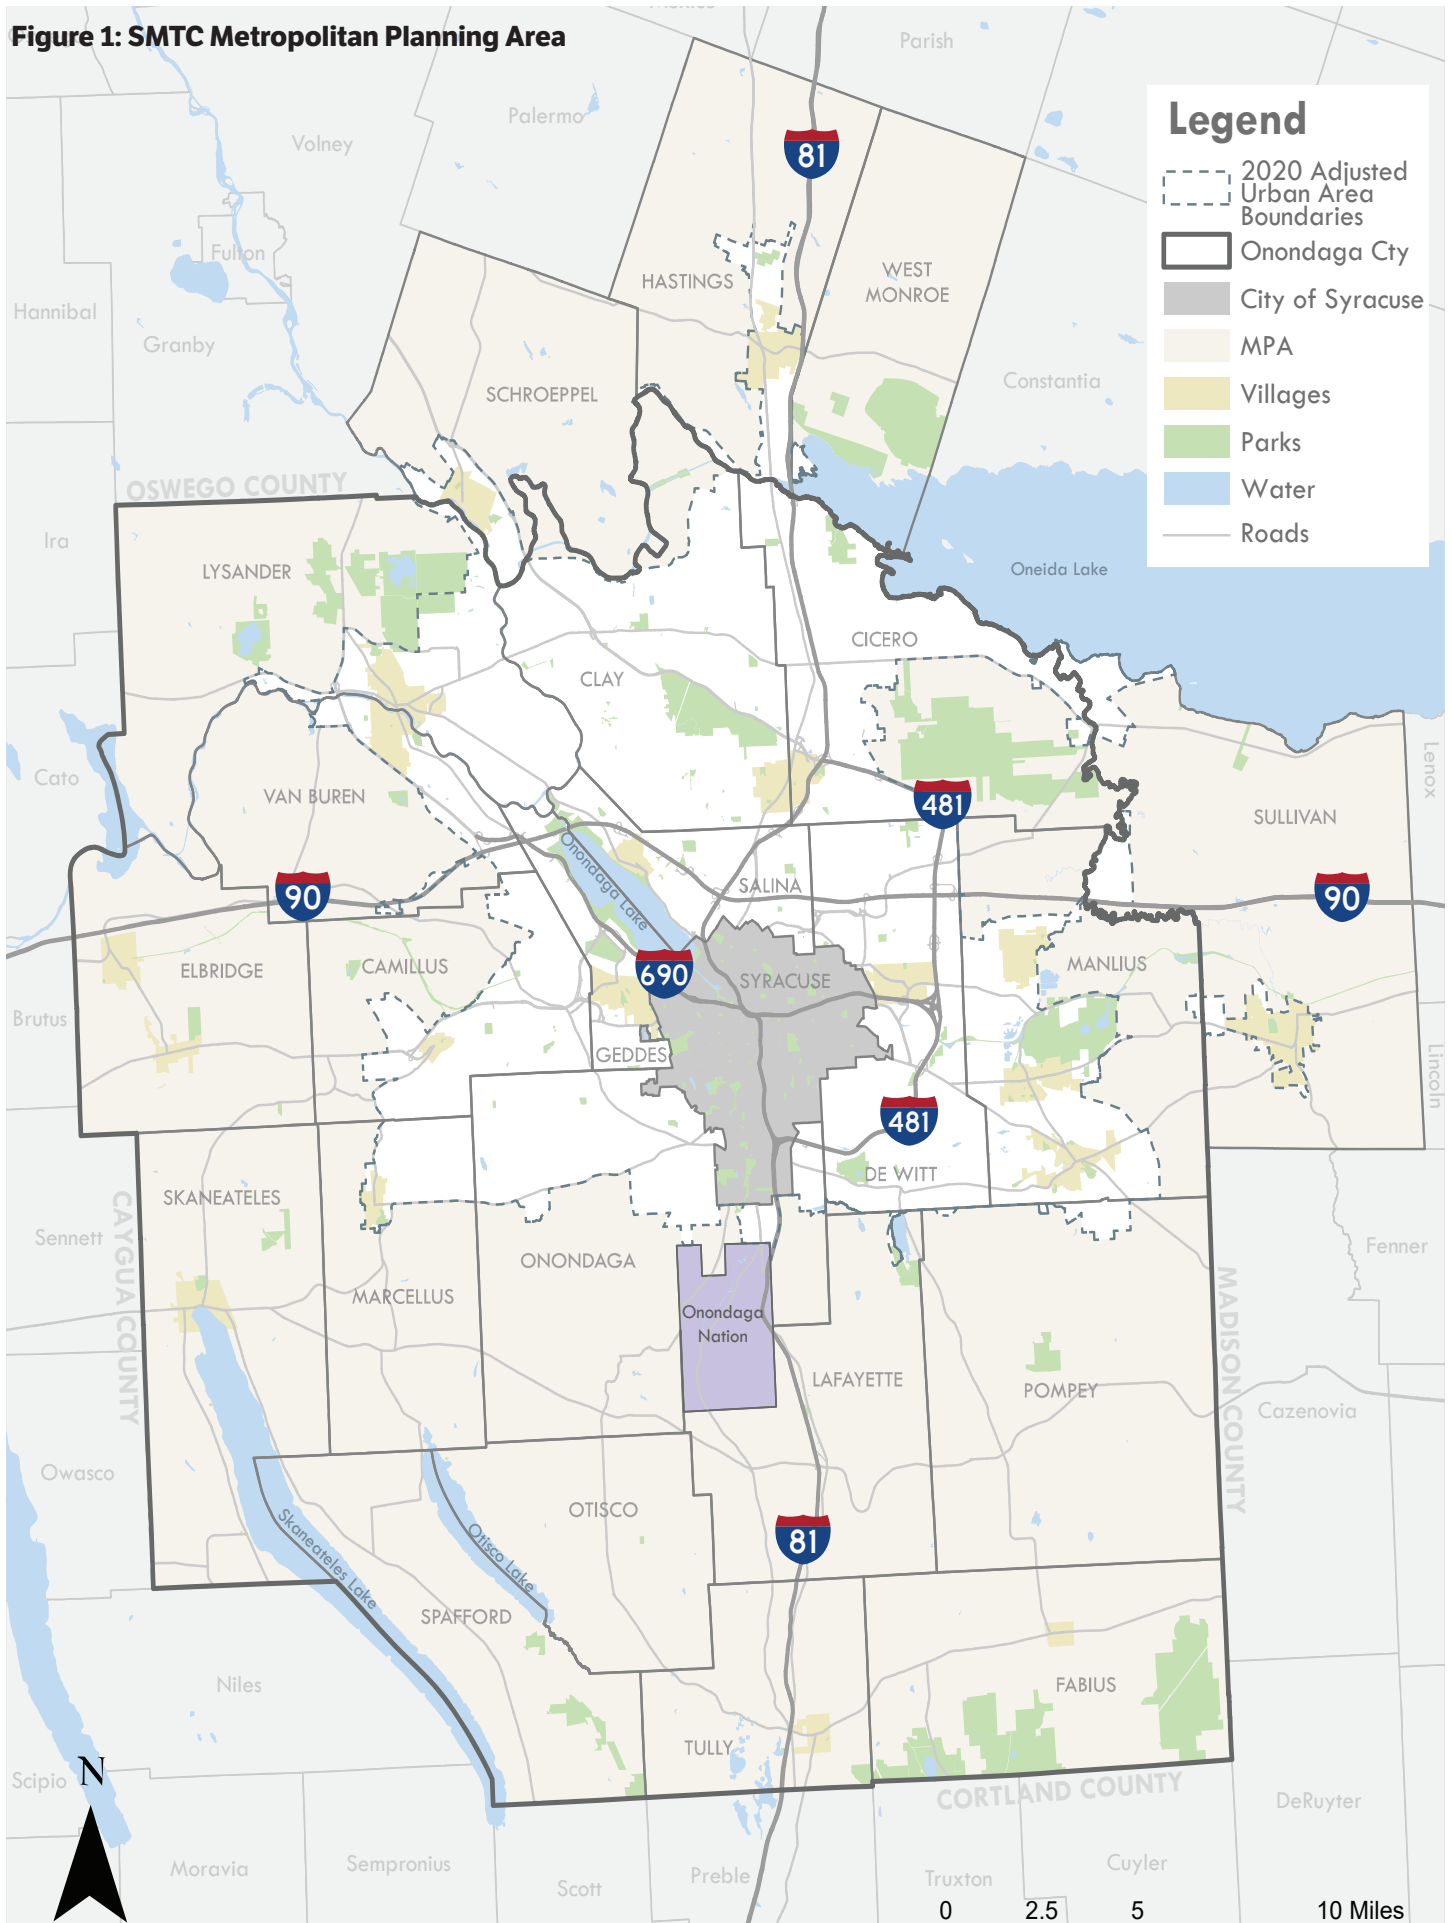 Figure 1: SMTC Metropolitan Planning Area
Parish
Palermo
Volney
81
Legend
2020 Adjusted
Urban Area
Boundaries
Onondaga Cty
City of Syracuse
MPA
Villages
Parks
Water
Roads
Fulton
HASTINGS
WEST
MONROE
Hannibal
Granby
Constantia
SCHROEPPEL
OSWEGO COUNTY
Ira
LYSANDER
Oneida Lake
CICERO
CLAY
Lenox
Cato
VAN BUREN
481
SULLIVAN
Onondaga Lake
SALINA
90
90
ELBRIDGE
CAMILLUS
690
SYRACUSE
MANLIUS
Brutus
GEDDES
Lincoln
481
DE WITT
SKANEATELES
CAYGUA COUNTY
Sennett
ONONDAGA
Fenner
MARCELLUS
Onondaga
Nation
MADISON COUNTY
LAFAYETTE
POMPEY
Cazenovia
Owasco
OTISCO
Skaneateles Lake
Otisco Lake
81
SPAFFORD
Niles
FABIUS
TULLY
Scipio
N
CORTLAND COUNTY
DeRuyter
Moravia
Sempronius
Scott
Preble
Truxton
Cuyler
0 2.5 5 10 Miles